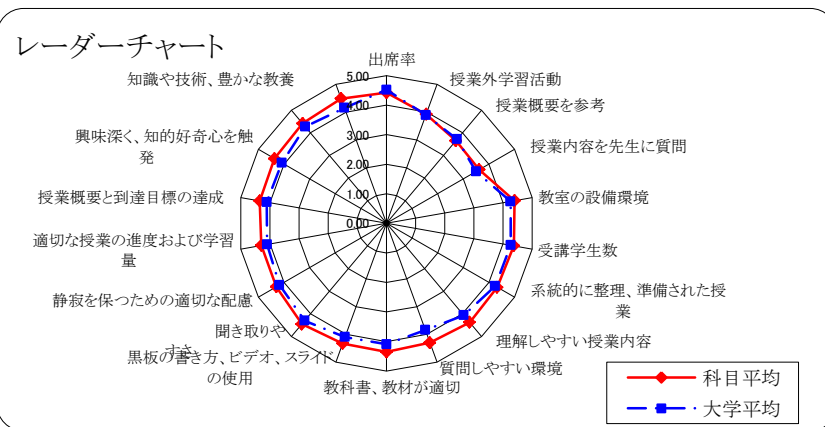 レーダーチャート
出席率
授業外学習活動
授業概要を参考
授業内容を先生に質問
教室の設備環境
受講学生数
系統的に整理、準備された授
業
理解しやすい授業内容
質問しやすい環境
教科書、教材が適切
黒板の書き方、ビデオ、スライド
の使用
聞き取りや
すさ
静寂を保つための適切な配慮
適切な授業の進度および学習
量
授業概要と到達目標の達成
興味深く、知的好奇心を触
発
知識や技術、豊かな教養
5.00
4.00
3.00
2.00
1.00
0.00
科目平均
大学平均